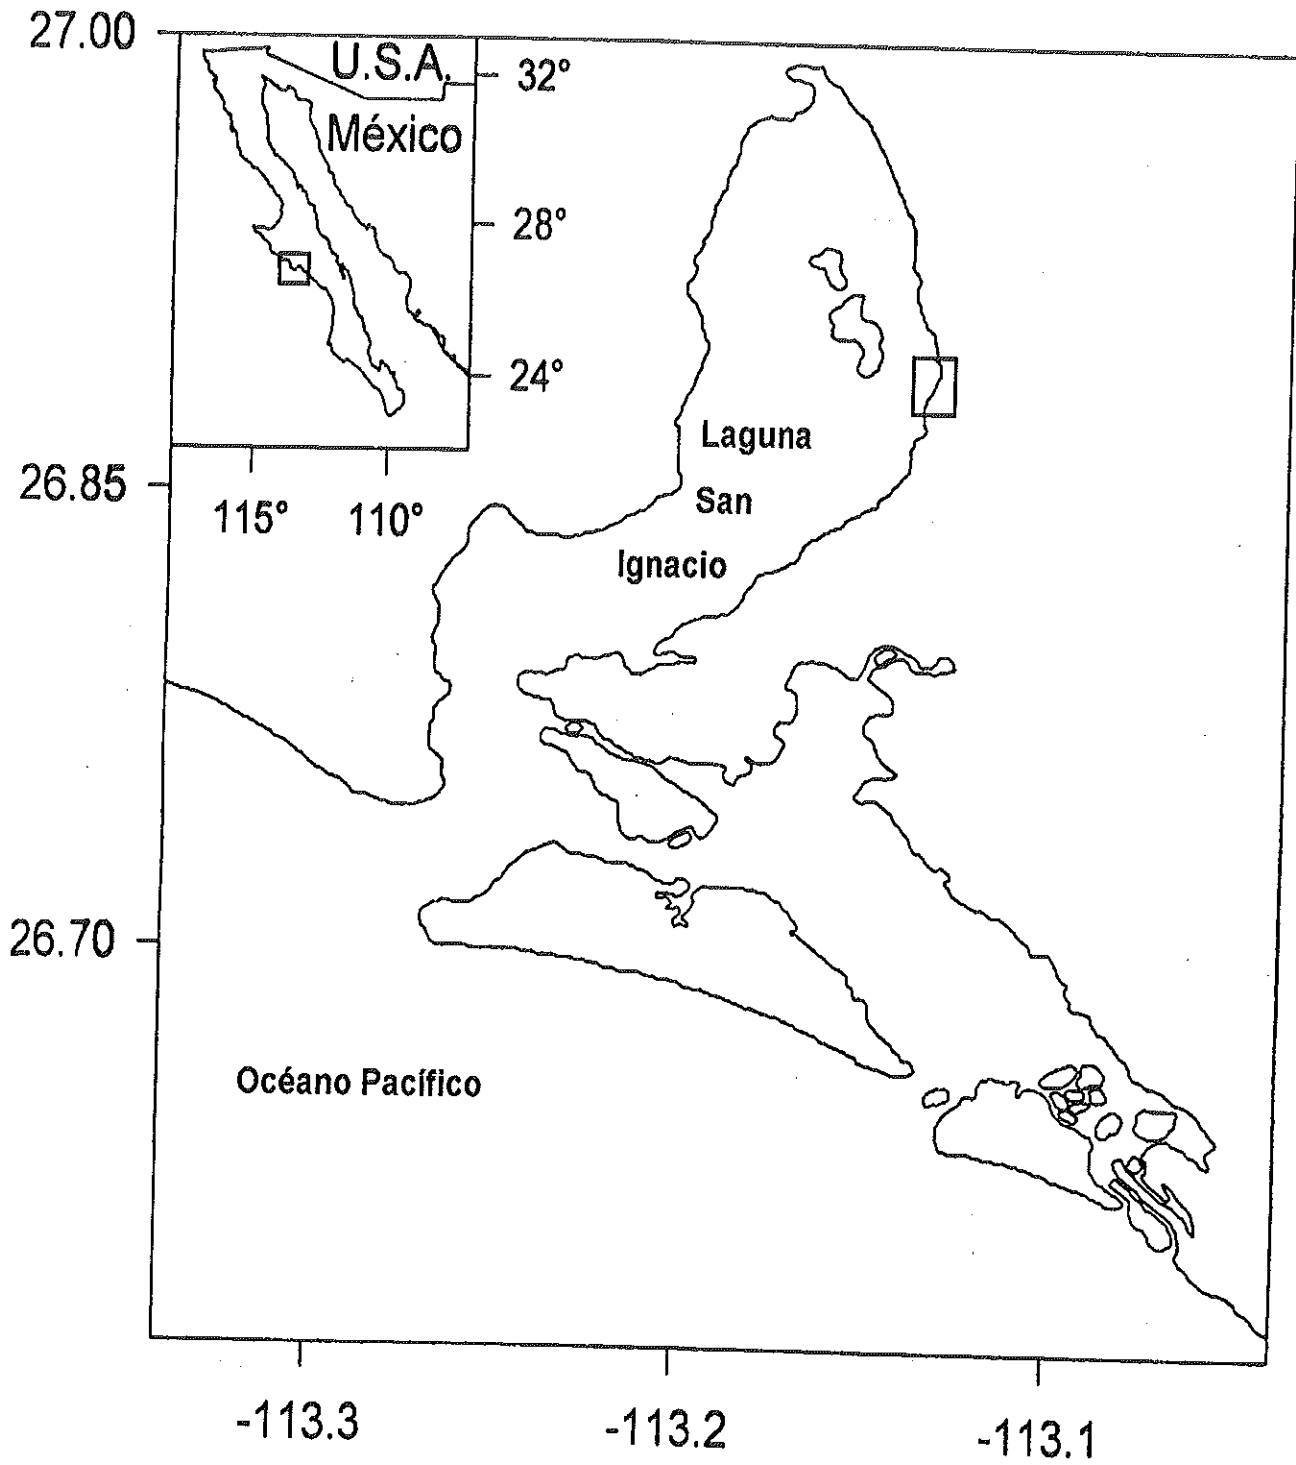 27.00
U.S.A.
32°
México
28°
24°
115°
110°
26.85
Laguna
San
Ignacio
26.70
Océano Pacífico
-113.3
-113.2
-113.1